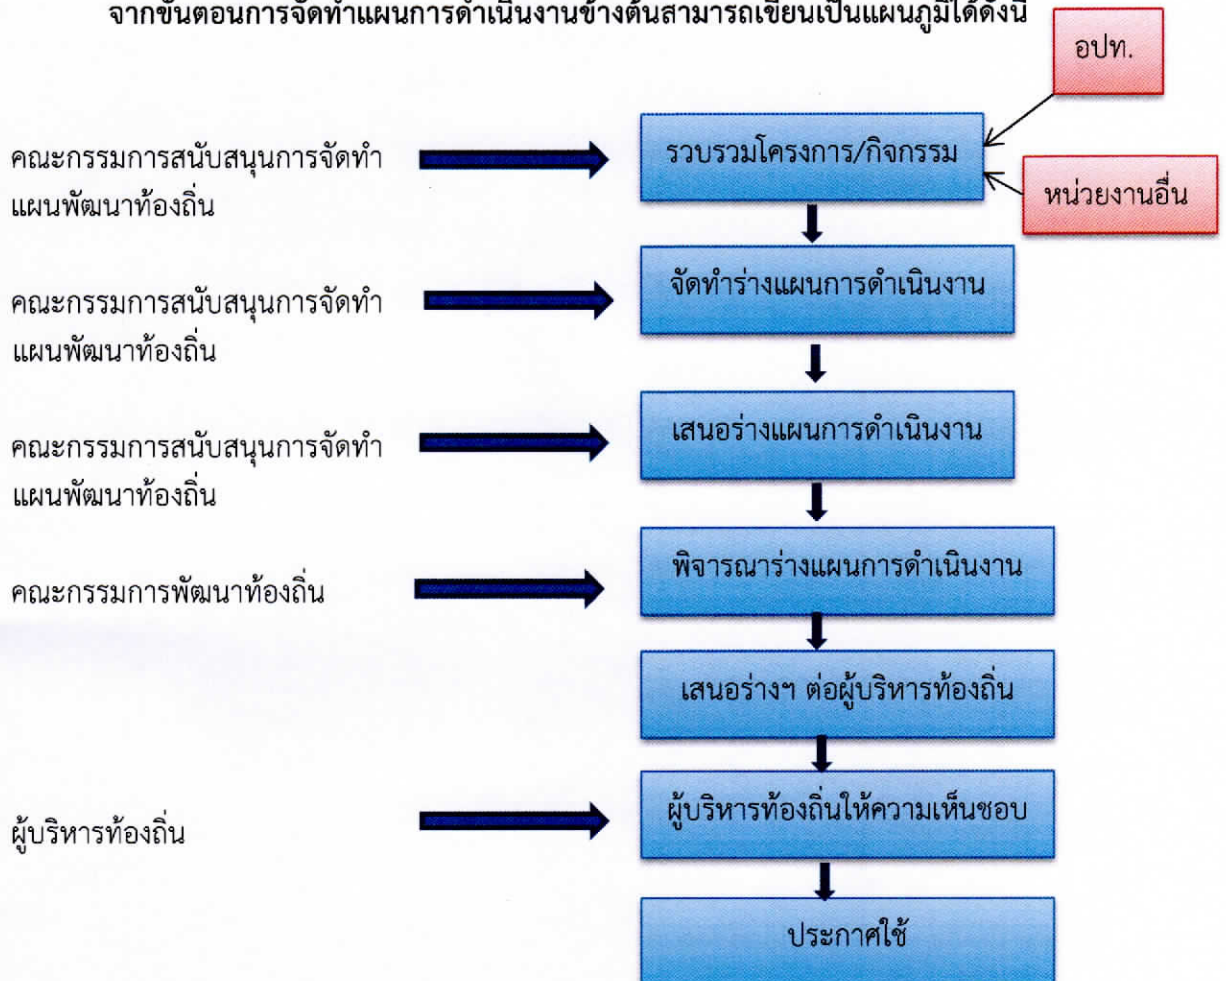 จากขั้นตอนการจัดทำแผนการดำเนินงานข้างต้นสามารถเขียนเป็นแผนภูมิได้ดังนี้
อปท.
คณะกรรมการสนับสนุนการจัดทำ
แผนพัฒนาท้องถิ่น
รวบรวมโครงการ/กิจกรรม
หน่วยงานอื่น
คณะกรรมการสนับสนุนการจัดทำ
แผนพัฒนาท้องถิ่น
จัดทำร่างแผนการดำเนินงาน
คณะกรรมการสนับสนุนการจัดทำ
แผนพัฒนาท้องถิ่น
เสนอร่างแผนการดำเนินงาน
คณะกรรมการพัฒนาท้องถิ่น
พิจารณาร่างแผนการดำเนินงาน
เสนอร่างฯ ต่อผู้บริหารท้องถิ่น
ผู้บริหารท้องถิ่น
ผู้บริหารท้องถิ่นให้ความเห็นชอบ
ประกาศใช้